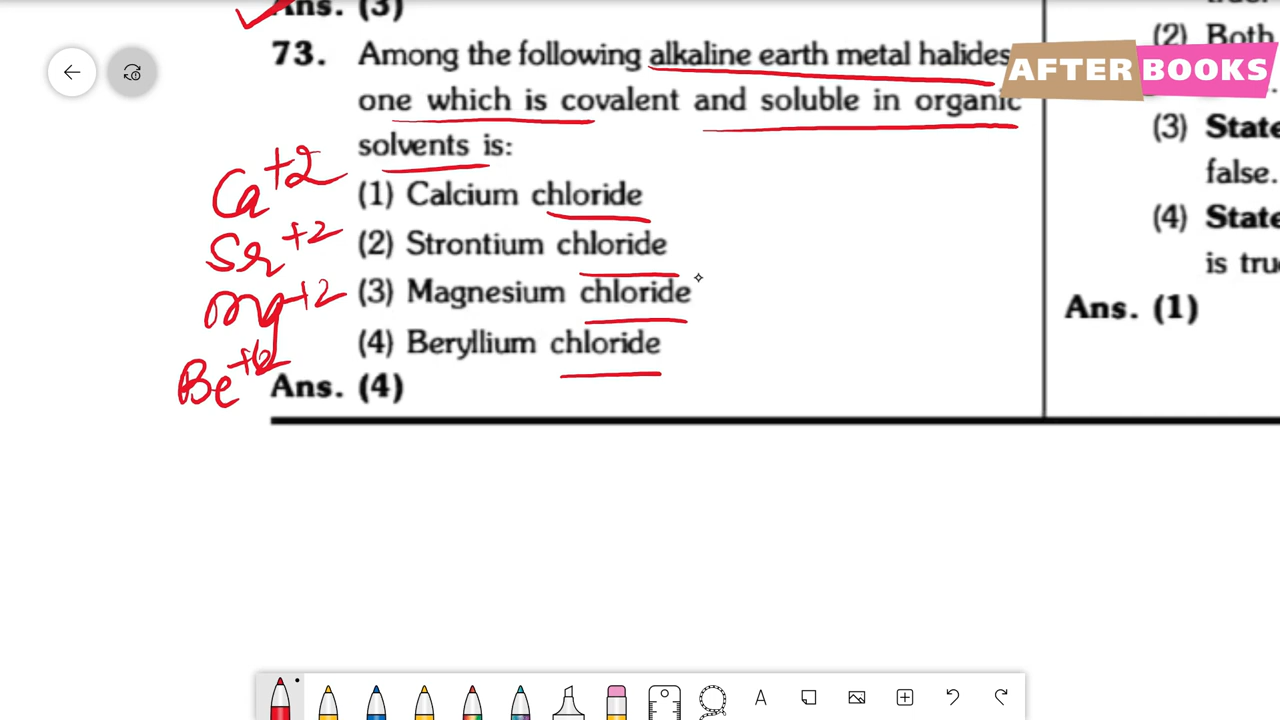 Ans. (3)
73. Among the following alkaline earth metal halides
one which is covalent and soluble in organic
solvents is:
(1) Calcium chloride
(2) Strontium chloride
(3) Magnesium chloride
(4) Beryllium chloride
Ans. (4)
Ca+2
Sr+2
Mg+2
Be+2
(2) Both
AFTER BOOKS
(3) State
false.
(4) State
is tru
Ans. (1)
A